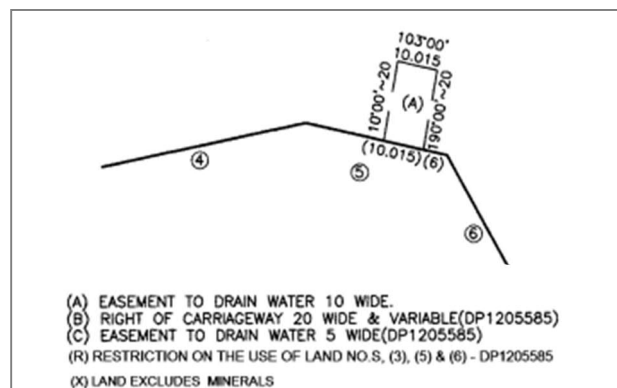 103°00'
10.015
10°00'~20
(A)
190°00'~20
(10.015)(6)
4
5
6
(A) EASEMENT TO DRAIN WATER 10 WIDE.
(B) RIGHT OF CARRIAGEWAY 20 WIDE & VARIABLE(DP1205585)
(C) EASEMENT TO DRAIN WATER 5 WIDE(DP1205585)
(R) RESTRICTION ON THE USE OF LAND NO.S, (3), (5) & (6) - DP1205585
(X) LAND EXCLUDES MINERALS